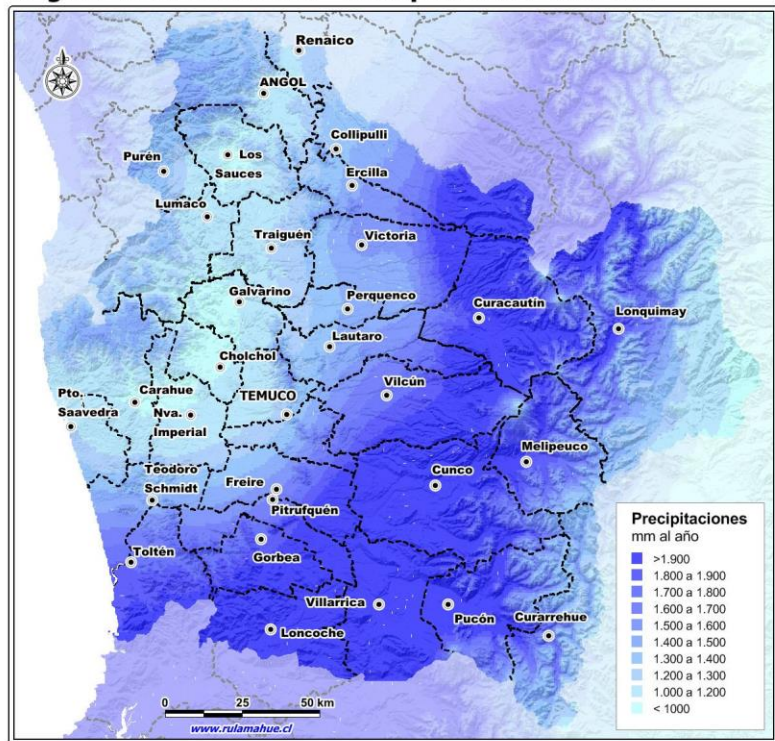 Renaico
ANGOL
Collipulli
Purén
Los
Sauces
Ercilla
Lumaco
Traiguén
Victoria
Galvarino
Perquenco
Curacautín
Lonquimay
Lautaro
Cholchol
Vilcún
Pto.
Saavedra
Carahue
Nva.
Imperial
TEMUCO
Melipeuco
Teodoro
Schmidt
Freire
Cunco
Pitrufquén
Toltén
Gorbea
Villarrica
Pucón
Curarrehue
Loncoche
Precipitaciones
mm al año
>1.900
1.800 a 1.900
1.700 a 1.800
1.600 a 1.700
1.500 a 1.600
1.400 a 1.500
1.300 a 1.400
1.200 a 1.300
1.000 a 1.200
< 1000
0 25 50 km
www.rulamahue.cl